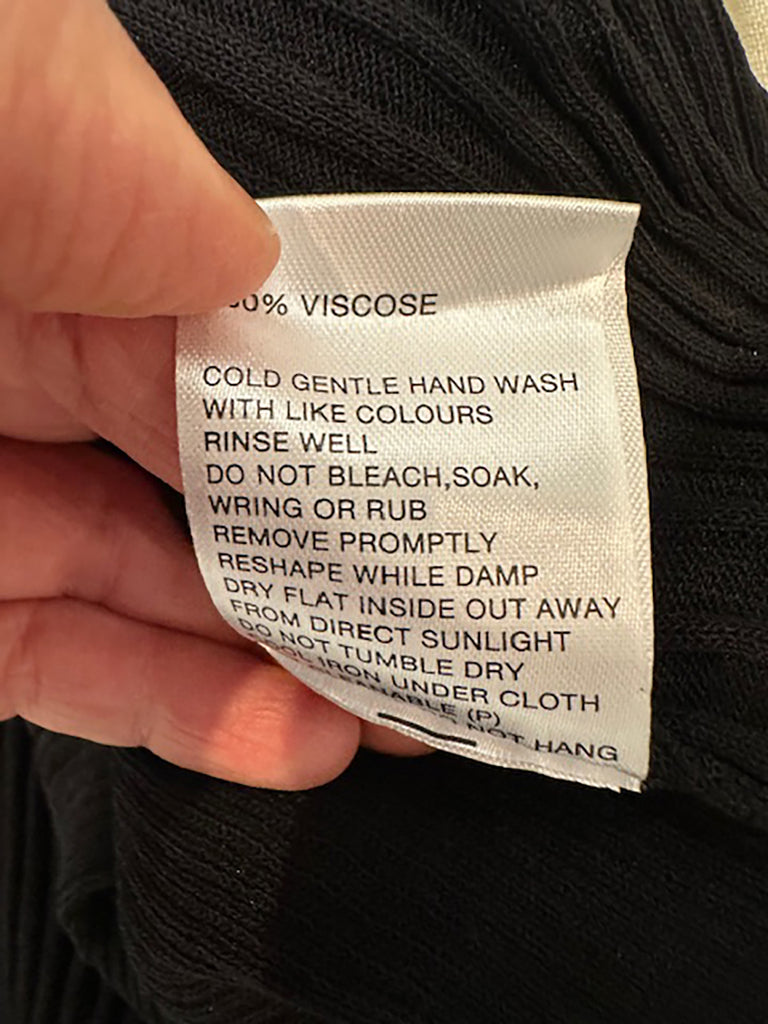 VISCOSE
COLD GENTLE HAND WASH
WITH LIKE COLOURS
RINSE WELL
DO NOT BLEACH,SOAK,
WRING OR RUB
REMOVE PROMPTLY
RESHAPE WHILE DAMP
DRY FLAT INSIDE OUT AWAY
FROM DIRECT SUNLIGHT
DO NOT TUMBLE DRY
COOL IRON UNDER CLOTH
(P)
NOT HANG